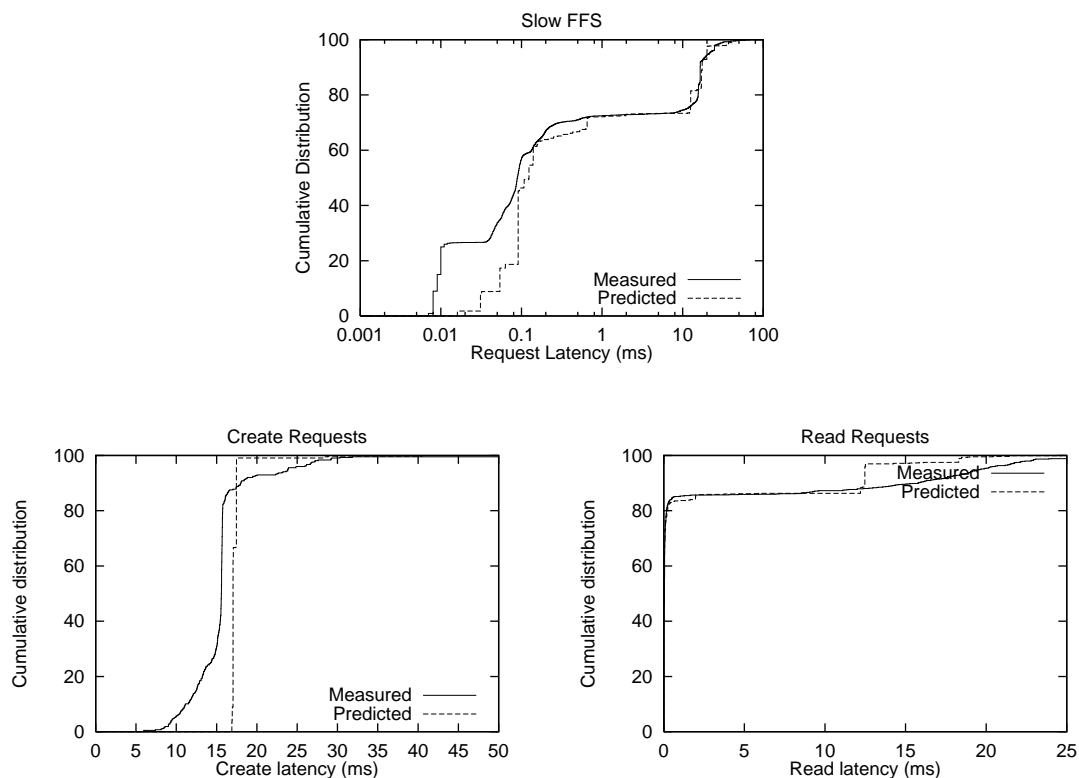 Slow FFS
100
80
60
40
20
0
Cumulative Distribution
Measured
Predicted
0.001 0.01 0.1 1 10 100
Request Latency (ms)
Create Requests
100
80
60
40
20
0
Cumulative distribution
Measured
Predicted
0 5 10 15 20 25 30 35 40 45 50
Create latency (ms)
Read Requests
100
80
60
40
20
0
Cumulative distribution
Measured
Predicted
0 5 10 15 20 25
Read latency (ms)